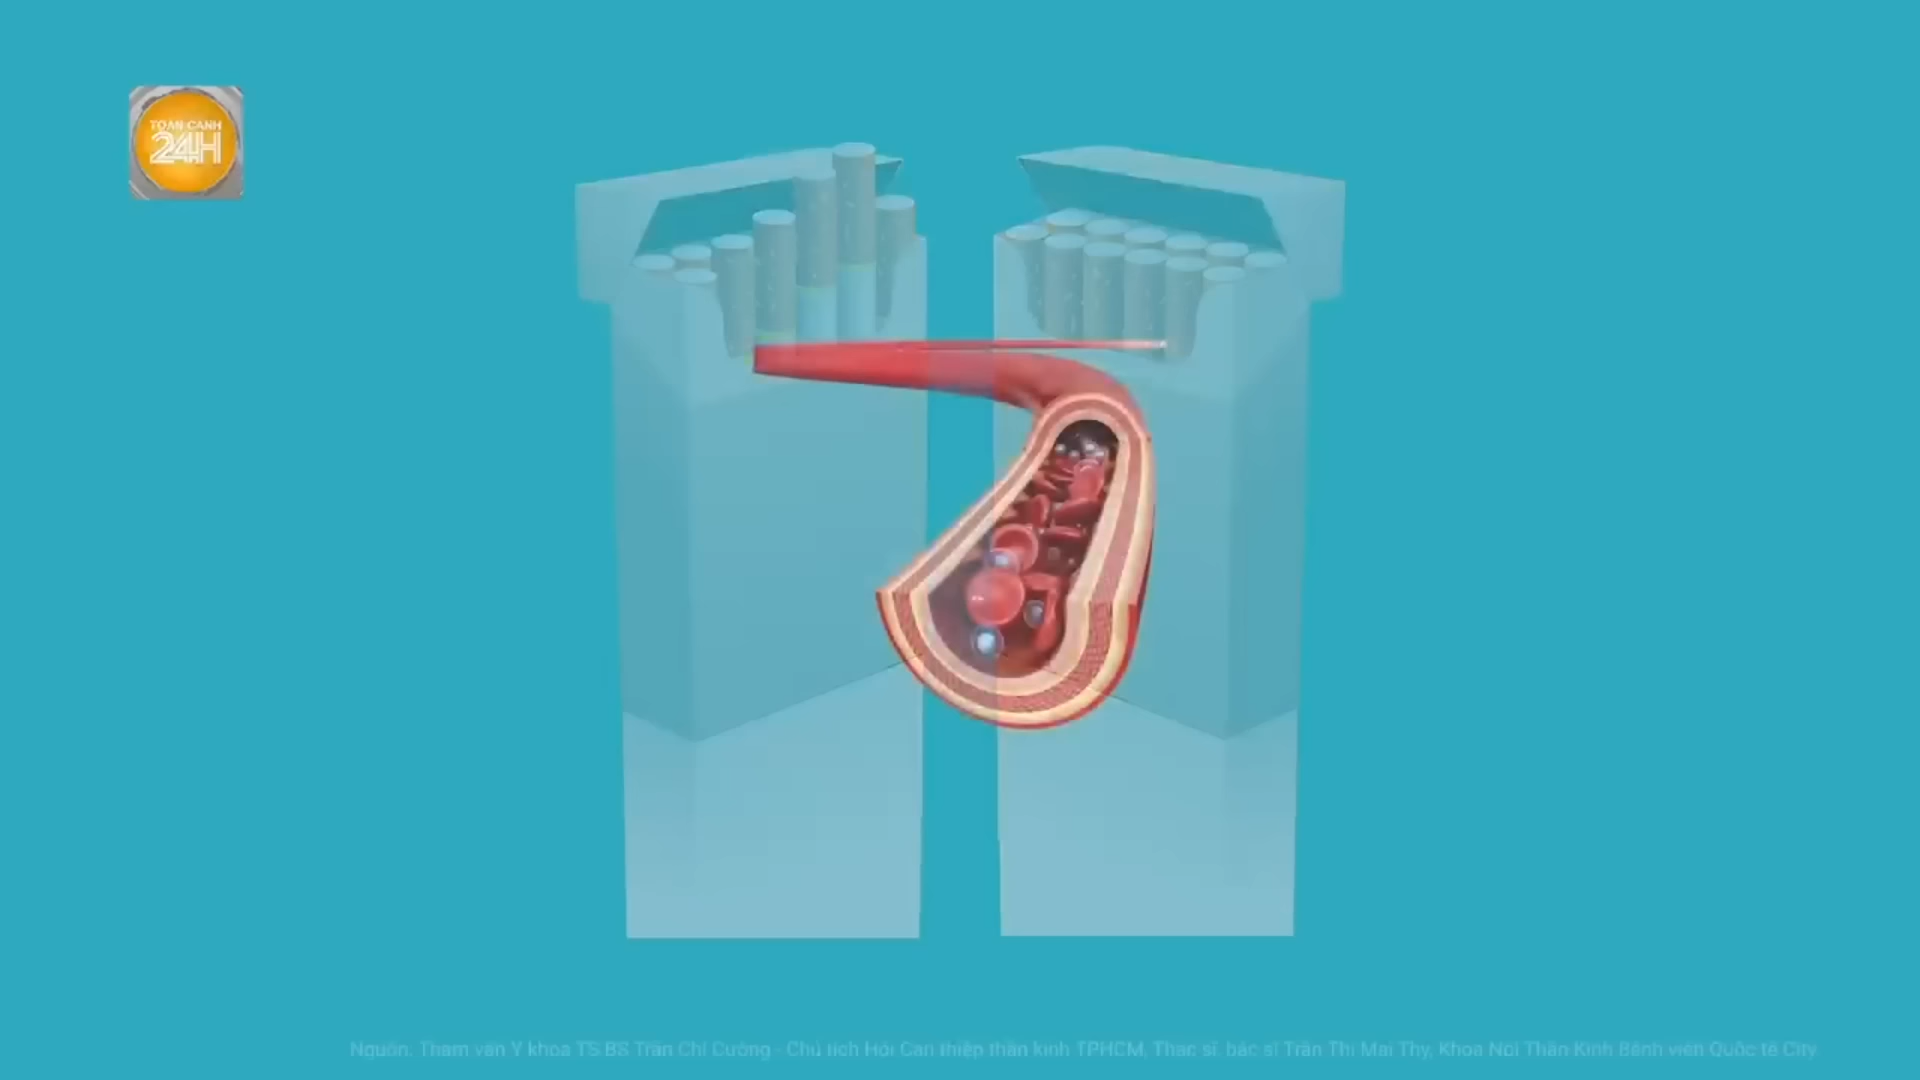 TOÀN CẢNH
24H
Nguồn: Tham vấn Y khoa TS.BS Trần Chí Cường - Chủ tịch Hội Can thiệp thần kinh TPHCM, Thạc sĩ, bác sĩ Trần Thị Mai Thy, Khoa Nội Thần Kinh Bệnh viện Quốc tế City